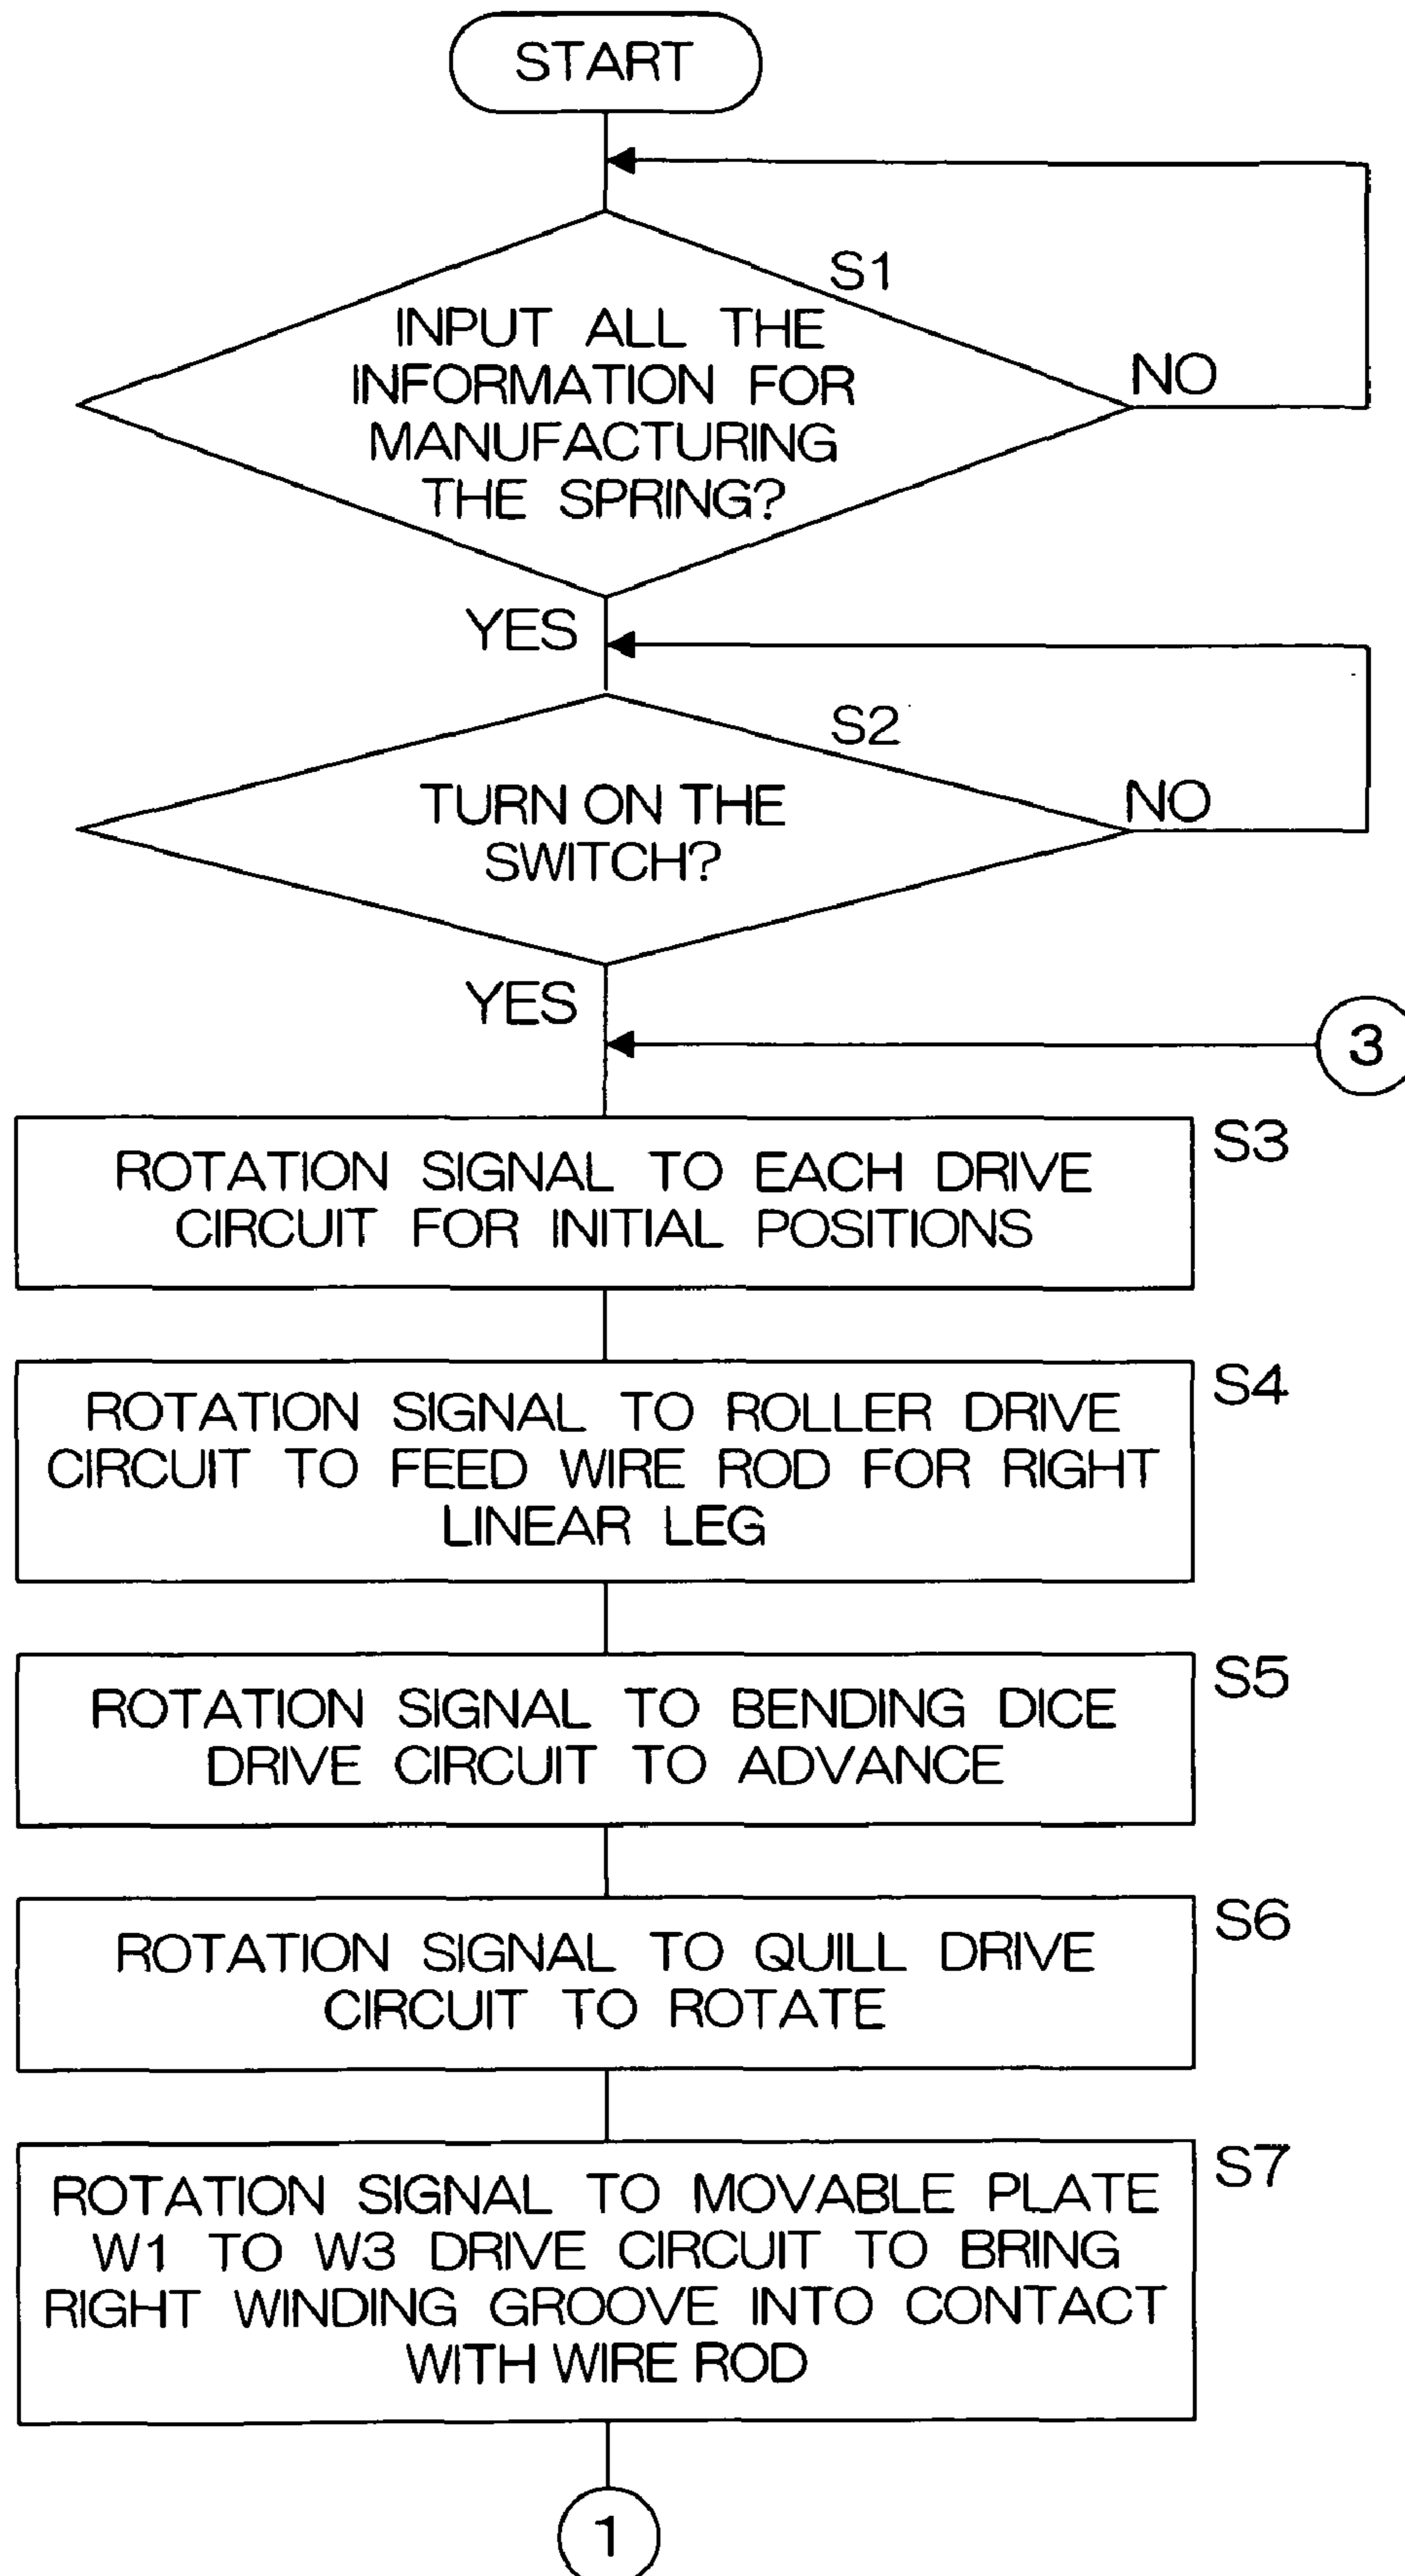 START
S1
INPUT ALL THE
INFORMATION FOR
MANUFACTURING
THE SPRING?
NO
YES
S2
TURN ON THE
SWITCH?
NO
YES
3
S3
ROTATION SIGNAL TO EACH DRIVE
CIRCUIT FOR INITIAL POSITIONS
S4
ROTATION SIGNAL TO ROLLER DRIVE
CIRCUIT TO FEED WIRE ROD FOR RIGHT
LINEAR LEG
S5
ROTATION SIGNAL TO BENDING DICE
DRIVE CIRCUIT TO ADVANCE
S6
ROTATION SIGNAL TO QUILL DRIVE
CIRCUIT TO ROTATE
S7
ROTATION SIGNAL TO MOVABLE PLATE
W1 TO W3 DRIVE CIRCUIT TO BRING
RIGHT WINDING GROOVE INTO CONTACT
WITH WIRE ROD
1